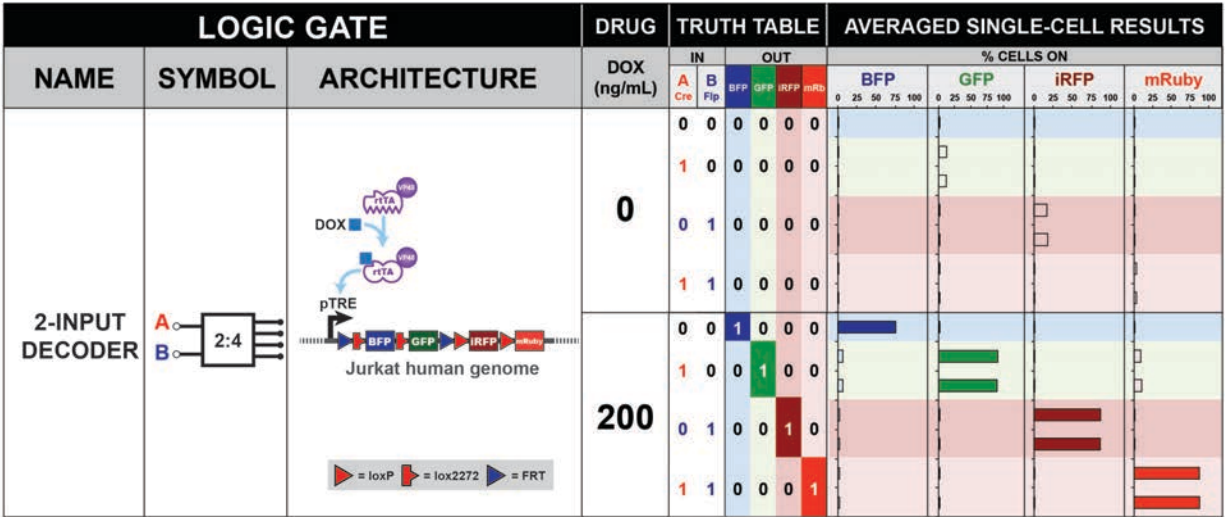 LOGIC GATE
DRUG
TRUTH TABLE
AVERAGED SINGLE-CELL RESULTS
NAME
SYMBOL
ARCHITECTURE
DOX
(ng/mL)
IN
OUT
% CELLS ON
A
Cre
B
Flp
BFP
GFP
iRFP
mRb
BFP
GFP
iRFP
mRuby
0 25 50 75 100
0 25 50 75 100
0 25 50 75 100
0 25 50 75 100
2-INPUT
DECODER
A
B
2:4
VP48
rtTA
DOX
VP48
rtTA
pTRE
BFP
GFP
iRFP
mRuby
Jurkat human genome
= loxP
= lox2272
= FRT
0
0 0 0 0 0 0
1 0 0 0 0 0
0 1 0 0 0 0
1 1 0 0 0 0
200
0 0 1 0 0 0
1 0 0 1 0 0
0 1 0 0 1 0
1 1 0 0 0 1